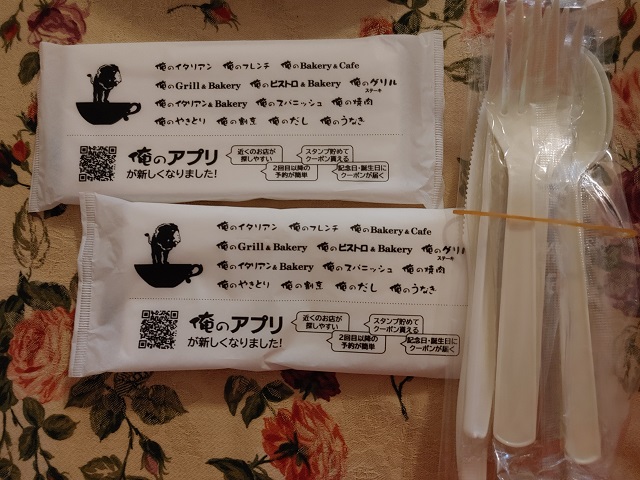 俺のイタリアン 俺のフレンチ 俺のBakery & Cafe
俺のGrill & Bakery 俺のビストロ & Bakery 俺のグリル
ステーキ
俺のイタリアン & Bakery 俺のスパニッシュ 俺の焼肉
俺のやきとり 俺の割烹 俺のだし 俺のうなぎ
俺のアプリ
が新しくなりました!
近くのお店が
探しやすい
スタンプ貯めて
クーポン貰える
2回目以降の
予約が簡単
記念日・誕生日に
クーポンが届く
俺のイタリアン 俺のフレンチ 俺のBakery & Cafe
俺のGrill & Bakery 俺のビストロ & Bakery 俺のグリル
ステーキ
俺のイタリアン & Bakery 俺のスパニッシュ 俺の焼肉
俺のやきとり 俺の割烹 俺のだし 俺のうなぎ
俺のアプリ
が新しくなりました!
近くのお店が
探しやすい
スタンプ貯めて
クーポン貰える
2回目以降の
予約が簡単
記念日・誕生日に
クーポンが届く